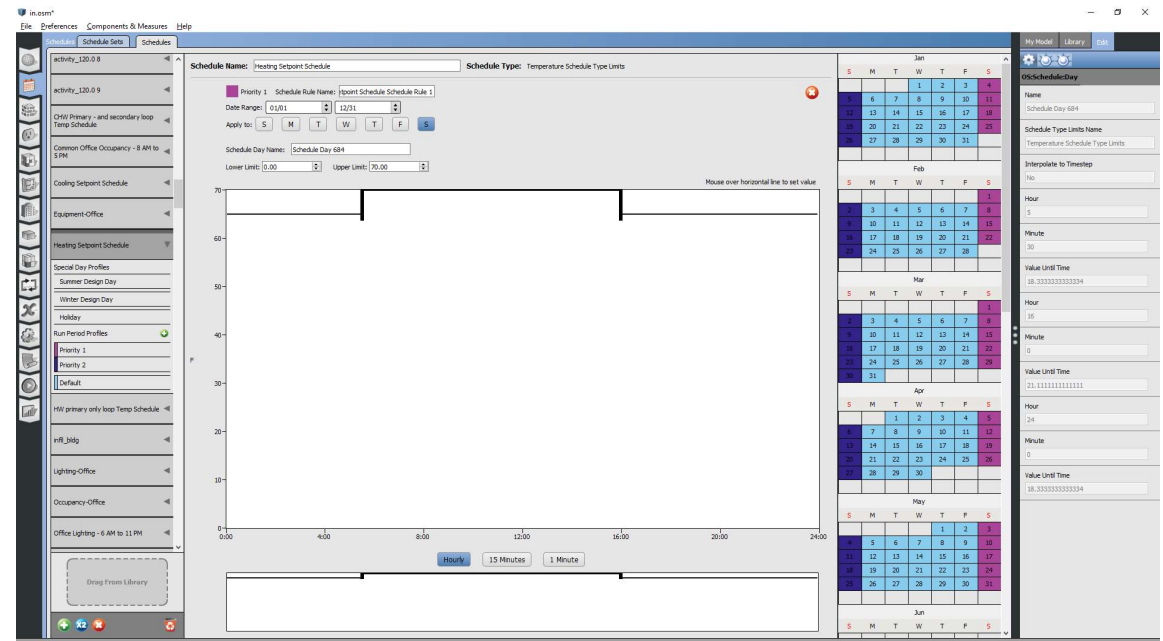 in.osm*
File Preferences Components & Measures Help
Schedules Schedule Sets Schedules
My Model Library Edit
activity_120.0 8
activity_120.0 9
CHW Primary - and secondary loop
Temp Schedule
Common Office Occupancy - 8 AM to
5 PM
Cooling Setpoint Schedule
Equipment-Office
Heating Setpoint Schedule
Special Day Profiles
Summer Design Day
Winter Design Day
Holiday
Run Period Profiles
Priority 1
Priority 2
Default
HW primary only loop Temp Schedule
infil_bldg
Lighting-Office
Occupancy-Office
Office Lighting - 6 AM to 11 PM
Drag From Library
X2
Schedule Name: Heating Setpoint Schedule Schedule Type: Temperature Schedule Type Limits
Priority 1 Schedule Rule Name: tpoint Schedule Schedule Rule 1
Date Range: 01/01 12/31
Apply to: S M T W T F S
Schedule Day Name: Schedule Day 684
Lower Limit: 0.00 Upper Limit: 70.00
Mouse over horizontal line to set value
70
60
50
40
F
30
20
10
0
0:00 4:00 8:00 12:00 16:00 20:00 24:00
Hourly 15 Minutes 1 Minute
Jan
S M T W T F S
1 2 3 4
5 6 7 8 9 10 11
12 13 14 15 16 17 18
19 20 21 22 23 24 25
26 27 28 29 30 31
Feb
S M T W T F S
1
2 3 4 5 6 7 8
9 10 11 12 13 14 15
16 17 18 19 20 21 22
23 24 25 26 27 28
Mar
S M T W T F S
1
2 3 4 5 6 7 8
9 10 11 12 13 14 15
16 17 18 19 20 21 22
23 24 25 26 27 28 29
30 31
Apr
S M T W T F S
1 2 3 4 5
6 7 8 9 10 11 12
13 14 15 16 17 18 19
20 21 22 23 24 25 26
27 28 29 30
May
S M T W T F S
1 2 3
4 5 6 7 8 9 10
11 12 13 14 15 16 17
18 19 20 21 22 23 24
25 26 27 28 29 30 31
Jun
S M T W T F S
OS:Schedule:Day
Name
Schedule Day 684
Schedule Type Limits Name
Temperature Schedule Type Limits
Interpolate to Timestep
No
Hour
5
Minute
30
Value Until Time
18.3333333333334
Hour
16
Minute
0
Value Until Time
21.1111111111111
Hour
24
Minute
0
Value Until Time
18.3333333333334